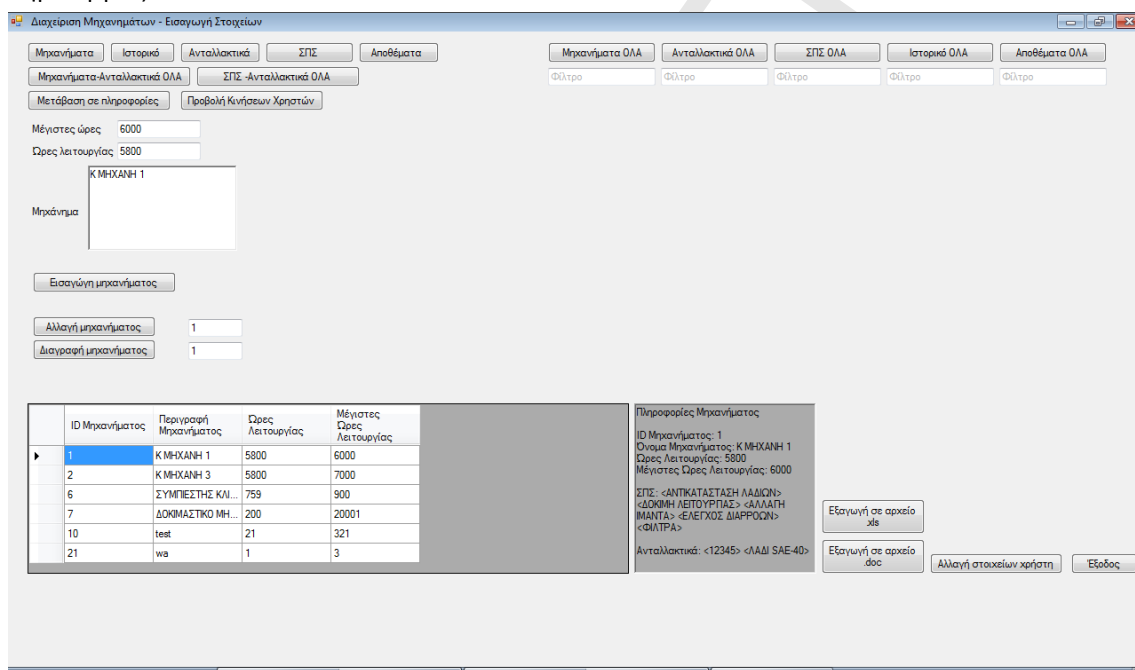 Διαχείριση Μηχανημάτων - Εισαγωγή Στοιχείων
Μηχανήματα Ιστορικό Ανταλλακτικά ΣΠΣ Αποθέματα Μηχανήματα ΟΛΑ Ανταλλακτικά ΟΛΑ ΣΠΣ ΟΛΑ Ιστορικό ΟΛΑ Αποθέματα ΟΛΑ
Μηχανήματα-Ανταλλακτικά ΟΛΑ ΣΠΣ -Ανταλλακτικά ΟΛΑ Φίλτρο Φίλτρο Φίλτρο Φίλτρο Φίλτρο
Μετάβαση σε πληροφορίες Προβολή Κινήσεων Χρηστών
Μέγιστες ώρες 6000
Ώρες λειτουργίας 5800
Κ ΜΗΧΑΝΗ 1
Μηχάνημα
Εισαγώγη μηχανήματος
Αλλαγή μηχανήματος 1
Διαγραφή μηχανήματος 1
ID Μηχανήματος Περιγραφή Μηχανήματος Ώρες Λειτουργίας Μέγιστες Ώρες Λειτουργίας
1 Κ ΜΗΧΑΝΗ 1 5800 6000
2 Κ ΜΗΧΑΝΗ 3 5800 7000
6 ΣΥΜΠΙΕΣΤΗΣ ΚΛΙ... 759 900
7 ΔΟΚΙΜΑΣΤΙΚΟ ΜΗ... 200 20001
10 test 21 321
21 wa 1 3
Πληροφορίες Μηχανήματος
ID Μηχανήματος: 1
Όνομα Μηχανήματος: Κ ΜΗΧΑΝΗ 1
Ώρες Λειτουργίας: 5800
Μέγιστες Ώρες Λειτουργίας: 6000
ΣΠΣ: <ΑΝΤΙΚΑΤΑΣΤΑΣΗ ΛΑΔΙΩΝ>
<ΔΟΚΙΜΗ ΛΕΙΤΟΥΡΓΙΑΣ> <ΑΛΛΑΓΗ
ΙΜΑΝΤΑ> <ΕΛΕΓΧΟΣ ΔΙΑΡΡΟΩΝ>
<ΦΙΛΤΡΑ>
Ανταλλακτικά: <12345> <ΛΑΔΙ SAE-40>
Εξαγωγή σε αρχείο
.xls
Εξαγωγή σε αρχείο
.doc
Αλλαγή στοιχείων χρήστη Έξοδος